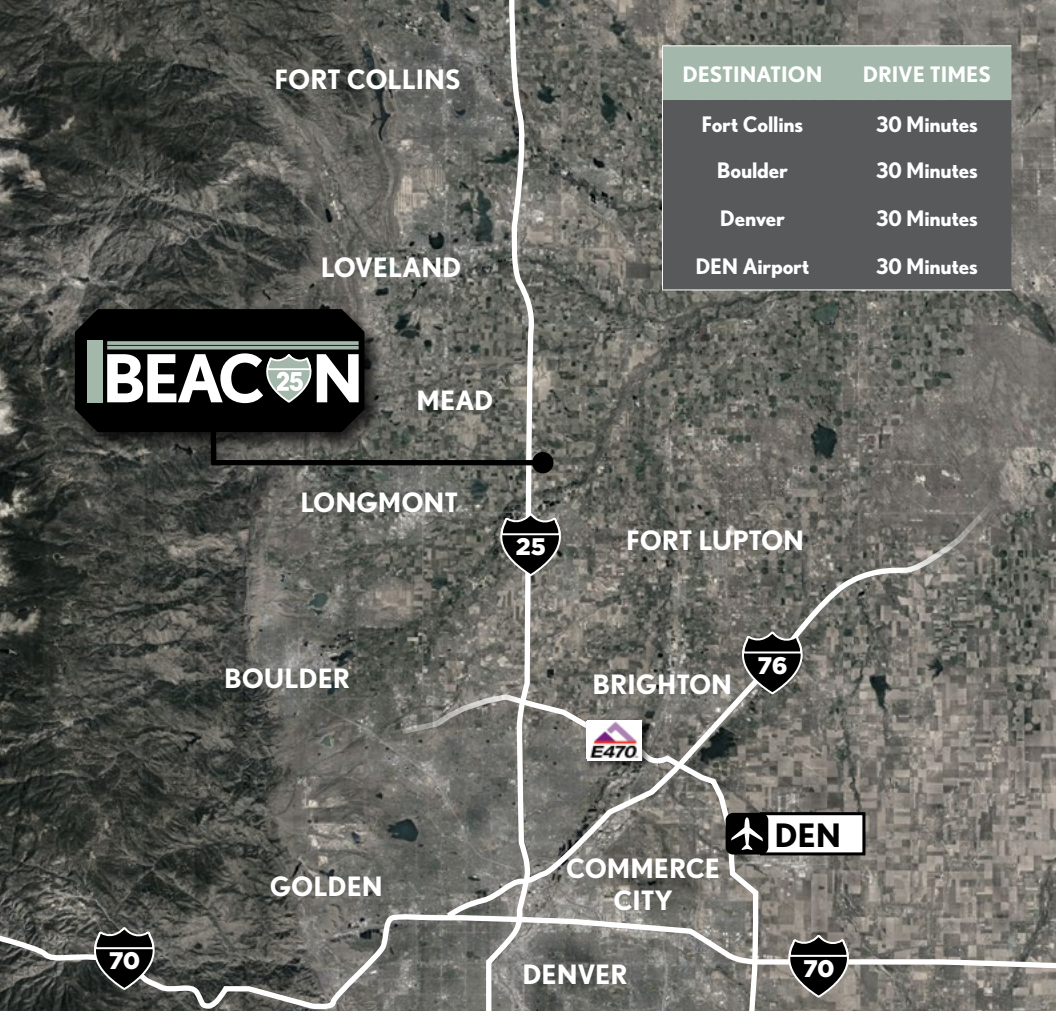 FORT COLLINS
DESTINATION DRIVE TIMES
Fort Collins 30 Minutes
Boulder 30 Minutes
Denver 30 Minutes
DEN Airport 30 Minutes
LOVELAND
BEACON
25
MEAD
LONGMONT
25
FORT LUPTON
76
BOULDER
BRIGHTON
E470
DEN
COMMERCE
CITY
GOLDEN
70
70
DENVER